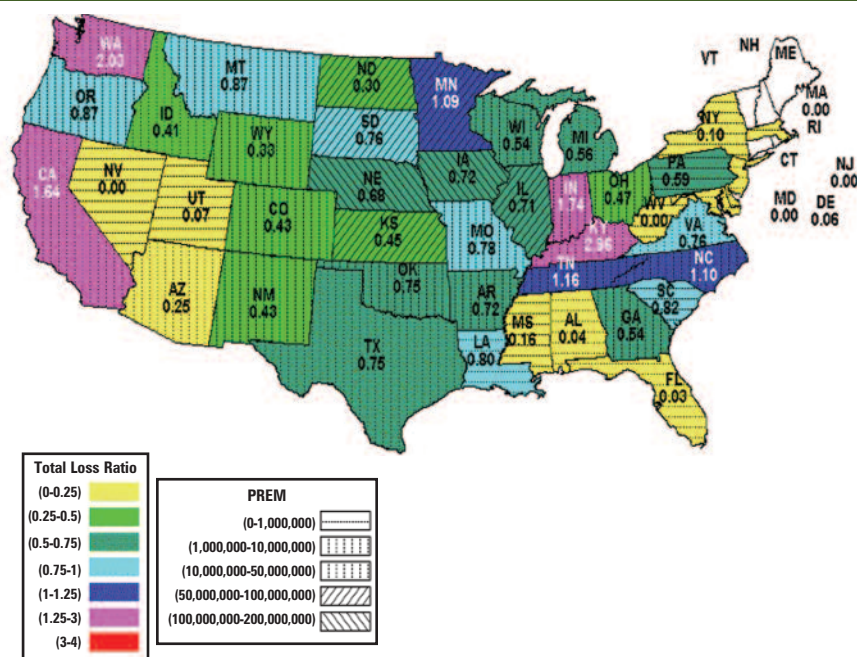 WA
2.03
MT
0.87
ND
0.30
MN
1.09
VT
NH
ME
OR
0.87
ID
0.41
SD
0.76
WI
0.54
MI
0.56
NY
0.10
MA
0.00
RI
WY
0.33
CT
CA
1.64
NV
0.00
UT
0.07
NE
0.68
IA
0.72
IL
0.71
IN
1.74
OH
0.47
PA
0.59
NJ
0.00
CO
0.43
KS
0.45
MO
0.78
KY
2.96
WV
0.00
VA
0.76
MD
0.00
DE
0.06
AZ
0.25
NM
0.43
OK
0.75
AR
0.72
TN
1.16
NC
1.10
SC
0.82
TX
0.75
LA
0.80
MS
0.16
AL
0.04
GA
0.54
FL
0.03
Total Loss Ratio
(0-0.25)
(0.25-0.5)
(0.5-0.75)
(0.75-1)
(1-1.25)
(1.25-3)
(3-4)
PREM
(0-1,000,000)
(1,000,000-10,000,000)
(10,000,000-50,000,000)
(50,000,000-100,000,000)
(100,000,000-200,000,000)